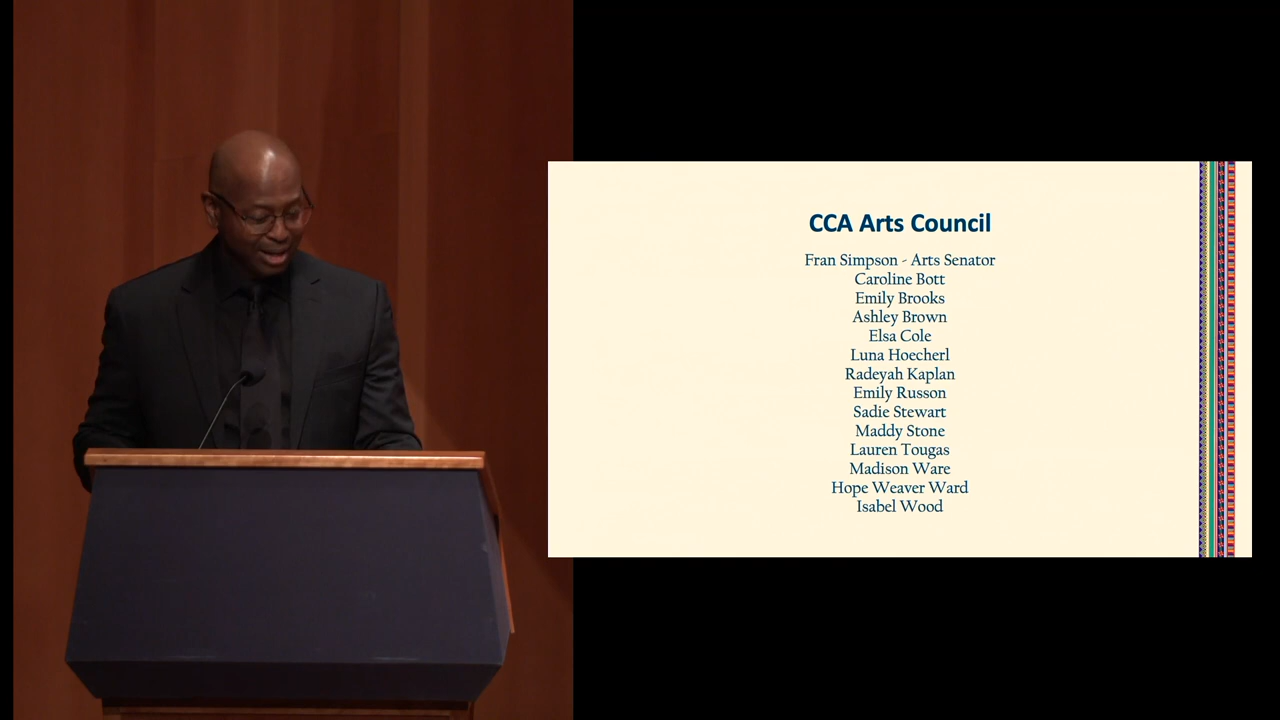 CCA Arts Council
Fran Simpson - Arts Senator
Caroline Bott
Emily Brooks
Ashley Brown
Elsa Cole
Luna Hoecherl
Radeyah Kaplan
Emily Russon
Sadie Stewart
Maddy Stone
Lauren Tougas
Madison Ware
Hope Weaver Ward
Isabel Wood